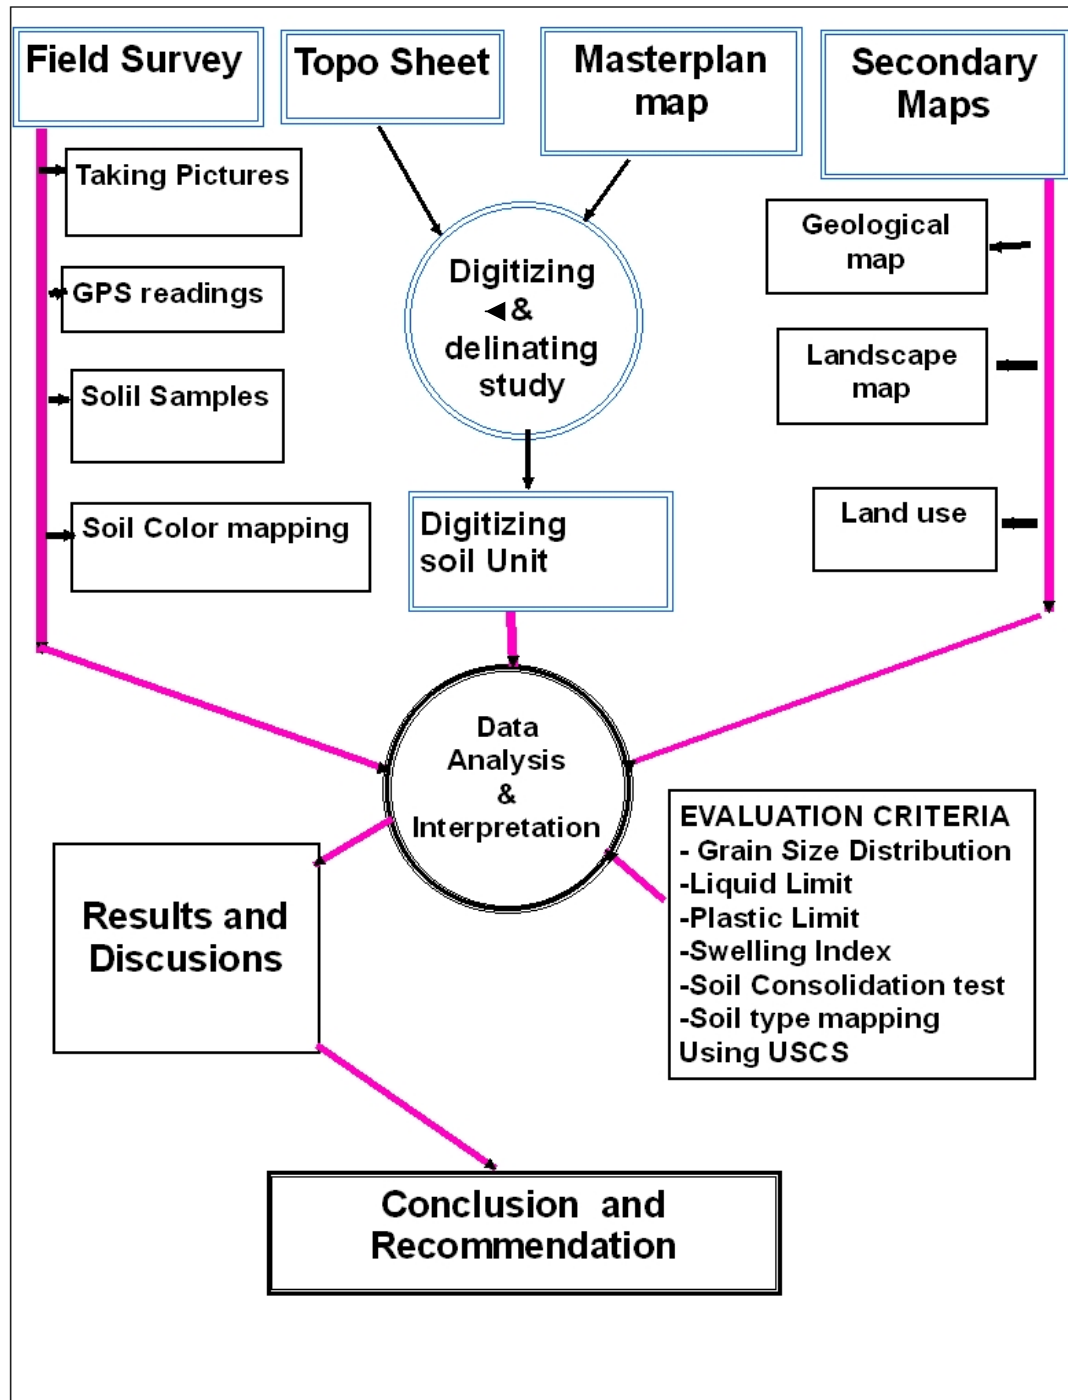 Field Survey
Topo Sheet
Masterplan
map
Secondary
Maps
Taking Pictures
GPS readings
Solil Samples
Soil Color mapping
Digitizing
&
delinating
study
Geological
map
Landscape
map
Land use
Digitizing
soil Unit
Data
Analysis
&
Interpretation
EVALUATION CRITERIA
- Grain Size Distribution
-Liquid Limit
-Plastic Limit
-Swelling Index
-Soil Consolidation test
-Soil type mapping
Using USCS
Results and
Discusions
Conclusion and
Recommendation